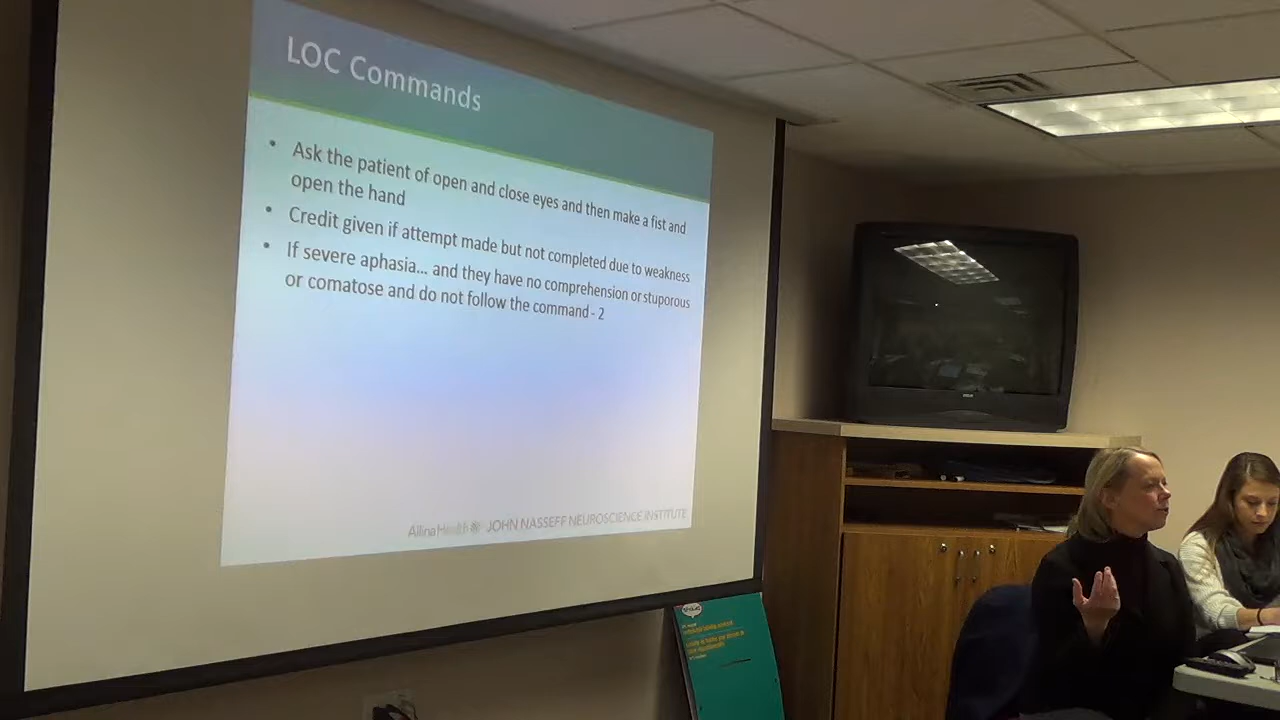 LOC Commands
• Ask the patient of open and close eyes and then make a fist and
open the hand
• Credit given if attempt made but not completed due to weakness
• If severe aphasia... and they have no comprehension or stuporous
or comatose and do not follow the command - 2
Allina Health JOHN NASSEFF NEUROSCIENCE INSTITUTE